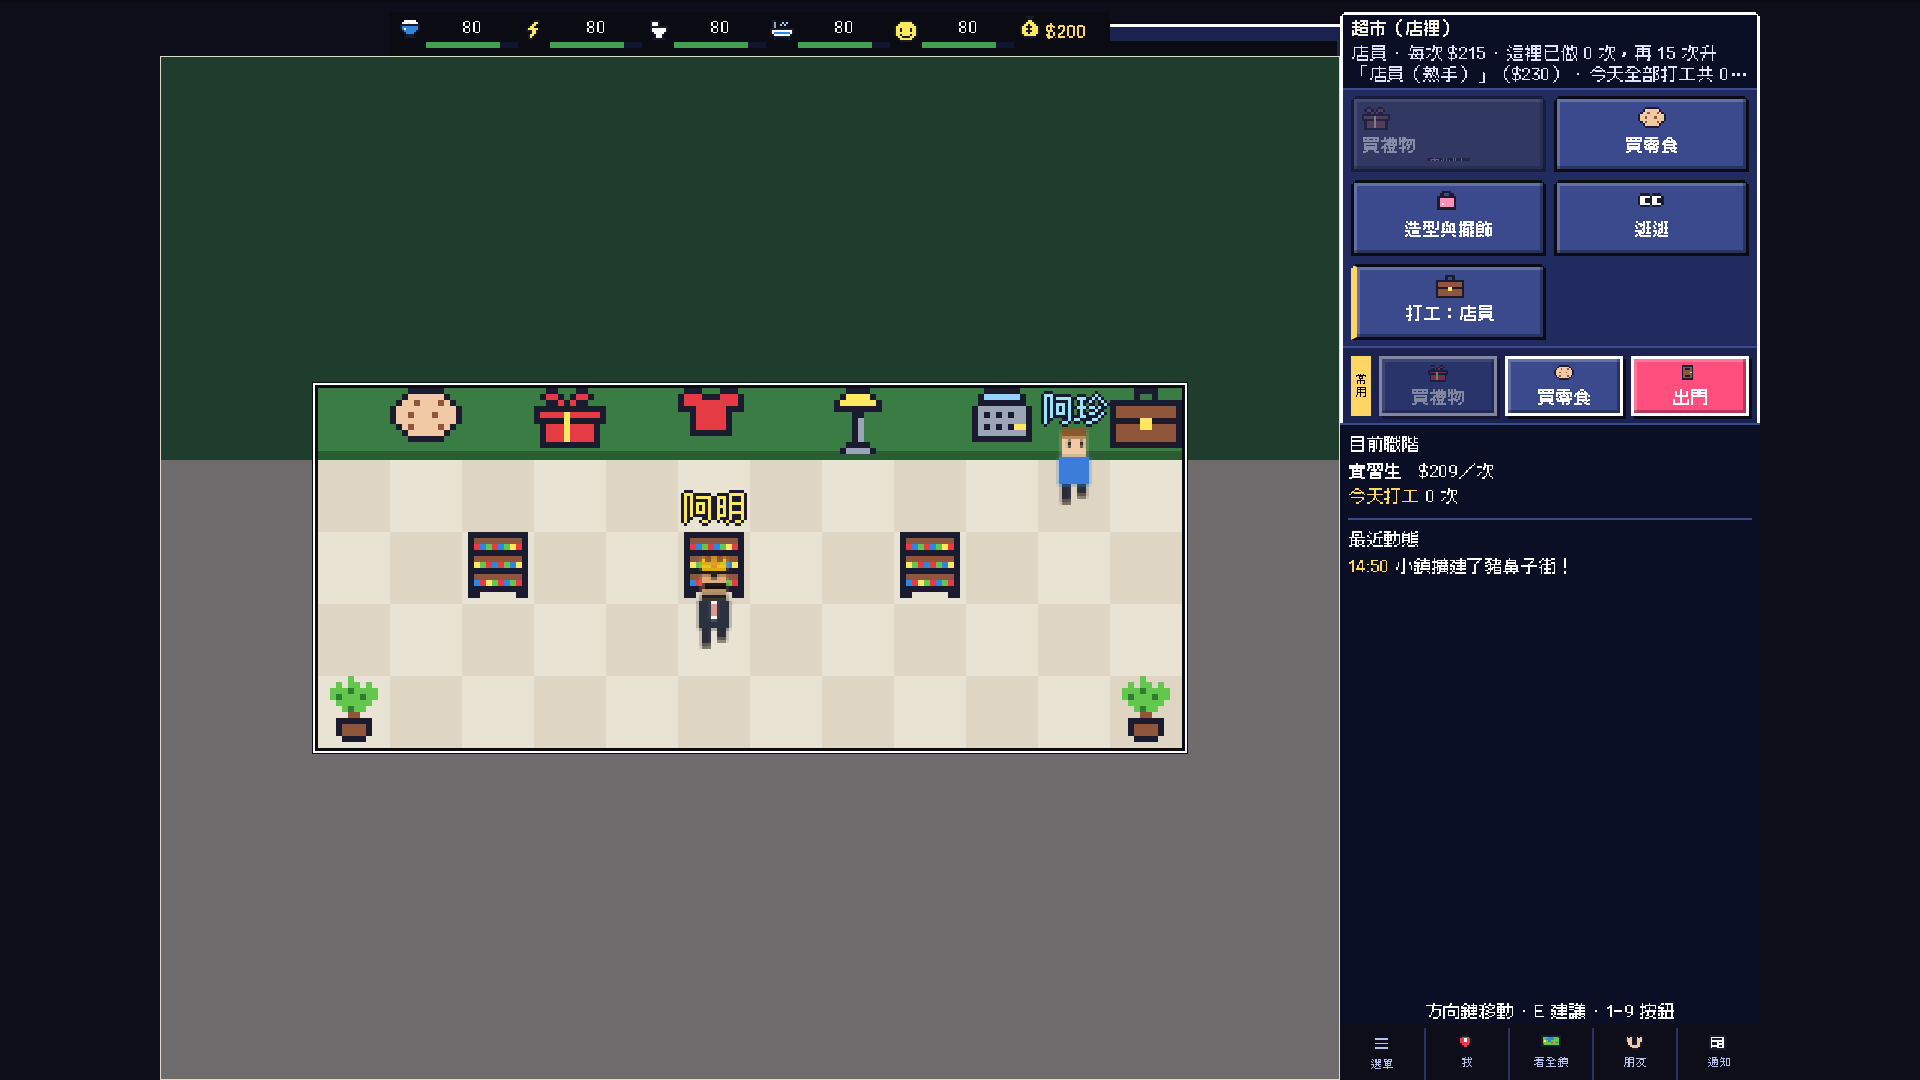 80 80 80 80 80 $200
超市（店裡）
店員 · 每次 $215 · 這裡已做 0 次，再 15 次升
「店員（熟手）」（$230）· 今天全部打工共 0…
買禮物 買零食
造型與擺飾 逛逛
打工：店員
常用 買禮物 買零食 出門
目前職階
實習生 $209／次
今天打工 0 次
最近動態
14:50 小鎮擴建了豬鼻子街！
阿珍
阿明
方向鍵移動 · E 建議 · 1-9 按鈕
選單 我 看全鎮 朋友 通知